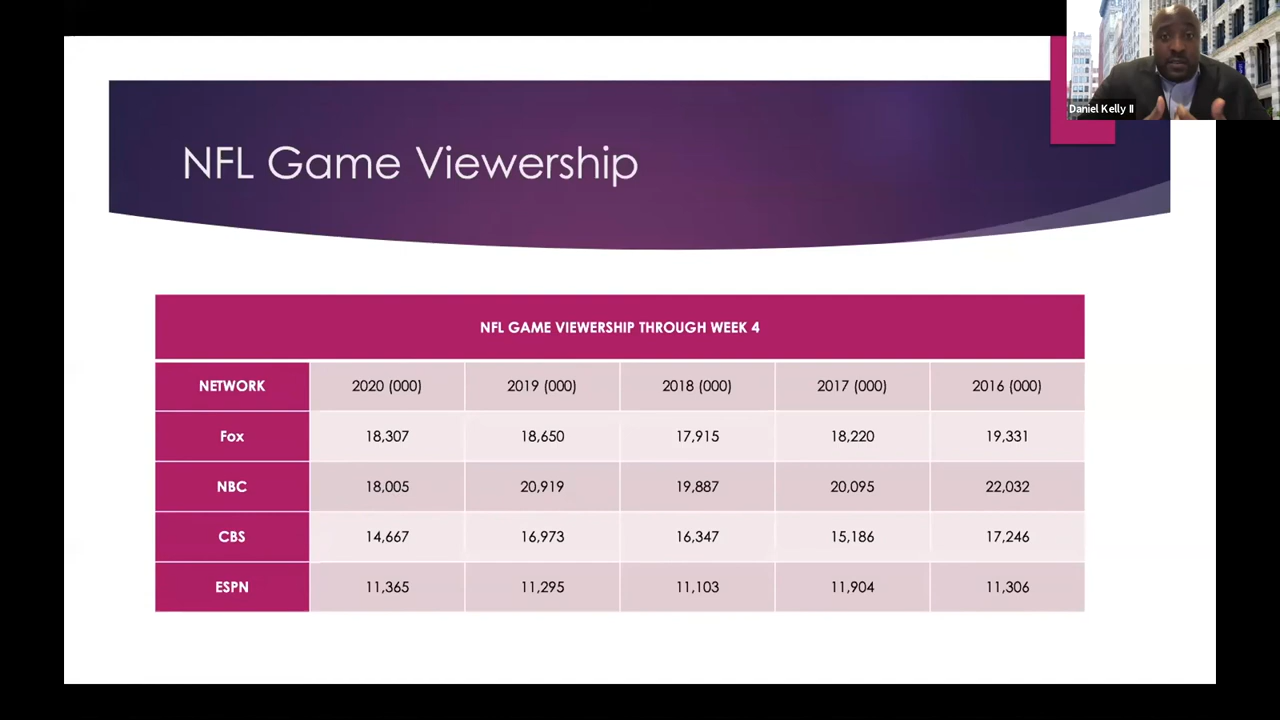 Daniel Kelly II
NFL Game Viewership
NFL GAME VIEWERSHIP THROUGH WEEK 4
NETWORK 2020 (000) 2019 (000) 2018 (000) 2017 (000) 2016 (000)
Fox 18,307 18,650 17,915 18,220 19,331
NBC 18,005 20,919 19,887 20,095 22,032
CBS 14,667 16,973 16,347 15,186 17,246
ESPN 11,365 11,295 11,103 11,904 11,306